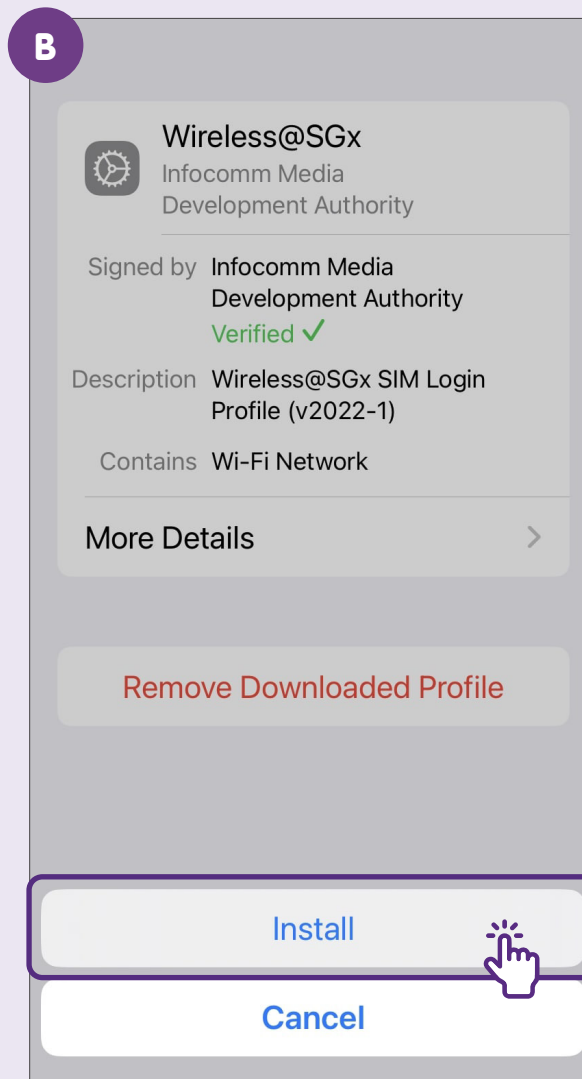 B
Wireless@SGx
Infocomm Media
Development Authority
Signed by Infocomm Media
Development Authority
Verified ✓
Description Wireless@SGx SIM Login
Profile (v2022-1)
Contains Wi-Fi Network
More Details
Remove Downloaded Profile
Install
Cancel